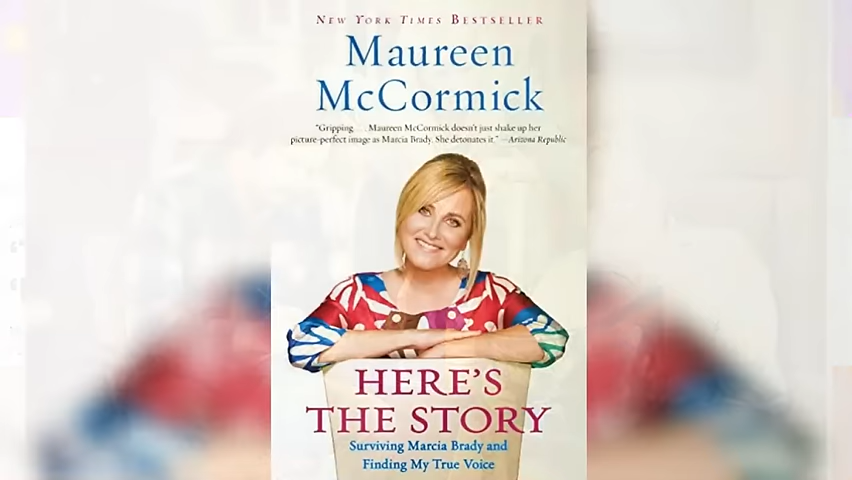 NEW YORK TIMES BESTSELLER
Maureen
McCormick
"Gripping . . . Maureen McCormick doesn't just shake up her
picture-perfect image as Marcia Brady. She detonates it." —Arizona Republic
HERE'S
THE STORY
Surviving Marcia Brady and
Finding My True Voice